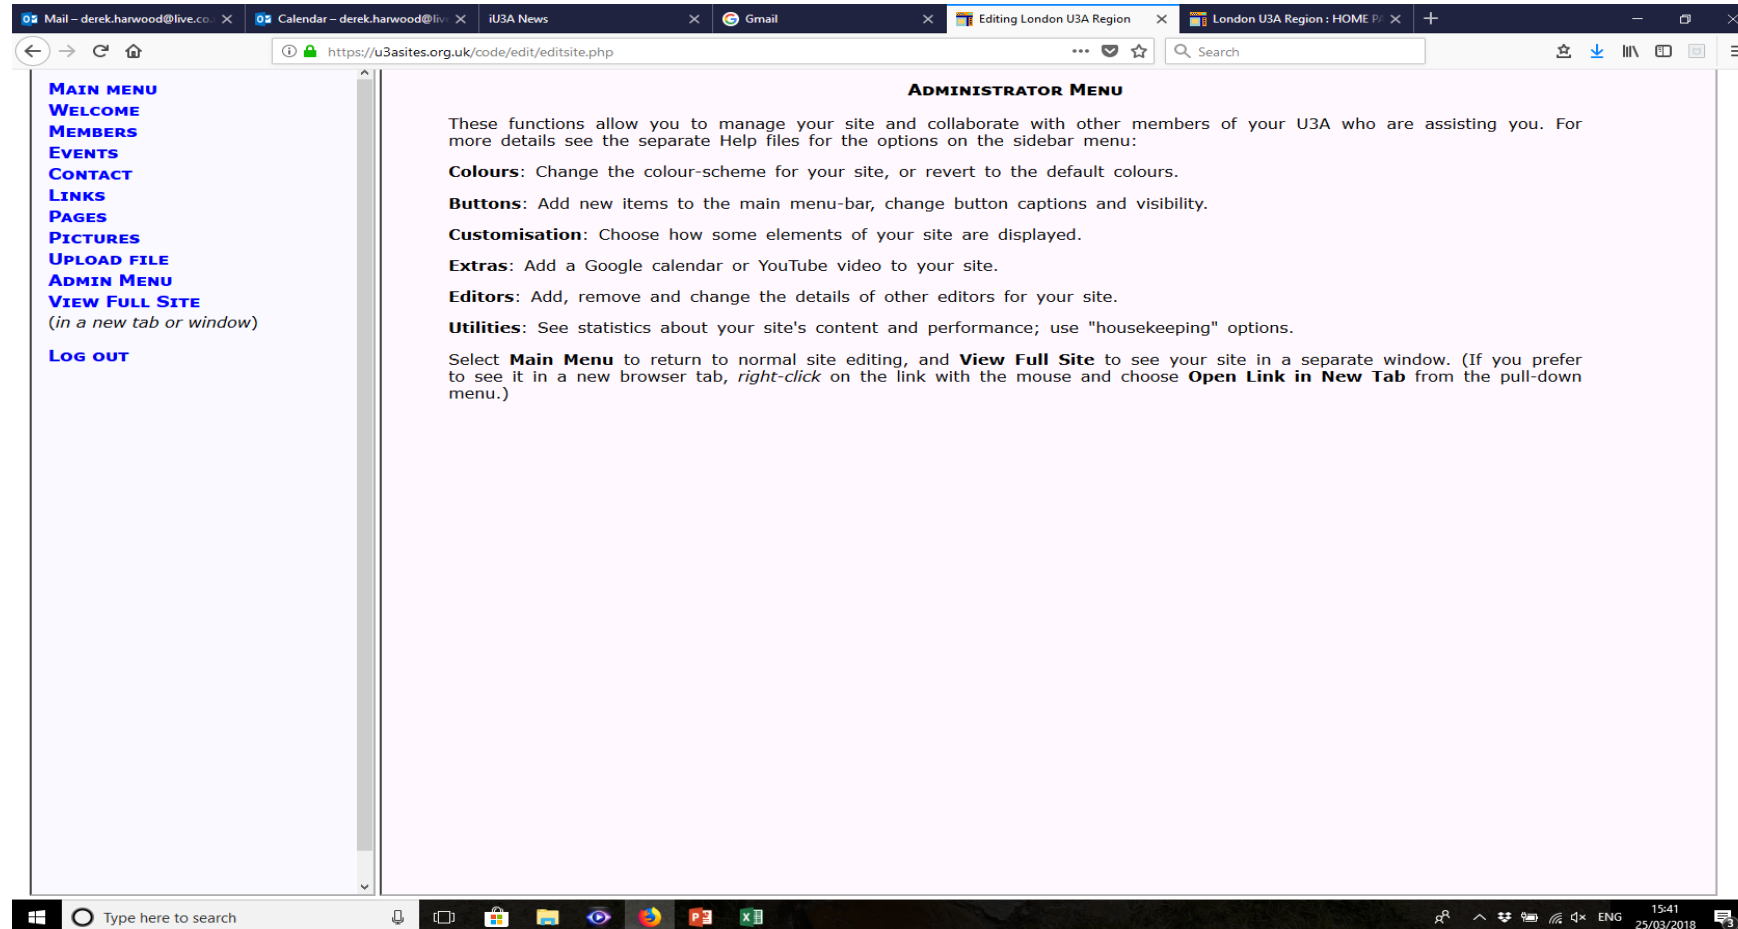 Mail – derek.harwood@live.co.
Calendar – derek.harwood@liv
iU3A News
Gmail
Editing London U3A Region
London U3A Region : HOME P
https://u3asites.org.uk/code/edit/editsite.php
Search
MAIN MENU
WELCOME
MEMBERS
EVENTS
CONTACT
LINKS
PAGES
PICTURES
UPLOAD FILE
ADMIN MENU
VIEW FULL SITE
(in a new tab or window)
LOG OUT
ADMINISTRATOR MENU
These functions allow you to manage your site and collaborate with other members of your U3A who are assisting you. For
more details see the separate Help files for the options on the sidebar menu:
Colours: Change the colour-scheme for your site, or revert to the default colours.
Buttons: Add new items to the main menu-bar, change button captions and visibility.
Customisation: Choose how some elements of your site are displayed.
Extras: Add a Google calendar or YouTube video to your site.
Editors: Add, remove and change the details of other editors for your site.
Utilities: See statistics about your site's content and performance; use "housekeeping" options.
Select Main Menu to return to normal site editing, and View Full Site to see your site in a separate window. (If you prefer
to see it in a new browser tab, right-click on the link with the mouse and choose Open Link in New Tab from the pull-down
menu.)
Type here to search
ENG
15:41
25/03/2018
3